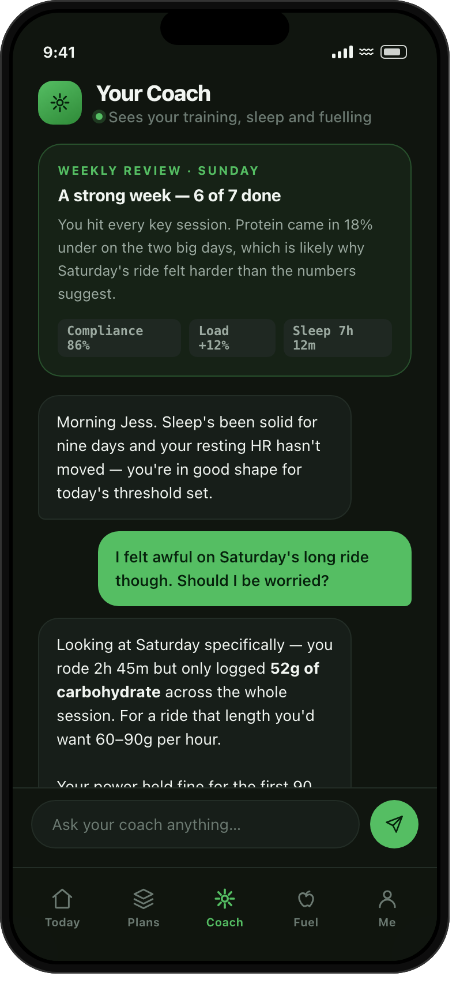 9:41
Your Coach
Sees your training, sleep and fuelling
WEEKLY REVIEW · SUNDAY
A strong week — 6 of 7 done
You hit every key session. Protein came in 18%
under on the two big days, which is likely why
Saturday's ride felt harder than the numbers
suggest.
Compliance 86%
Load +12%
Sleep 7h 12m
Morning Jess. Sleep's been solid for
nine days and your resting HR hasn't
moved — you're in good shape for
today's threshold set.
I felt awful on Saturday's long ride
though. Should I be worried?
Looking at Saturday specifically — you
rode 2h 45m but only logged 52g of
carbohydrate across the whole
session. For a ride that length you'd
want 60–90g per hour.
Your power held fine for the first 90
Ask your coach anything...
Today
Plans
Coach
Fuel
Me